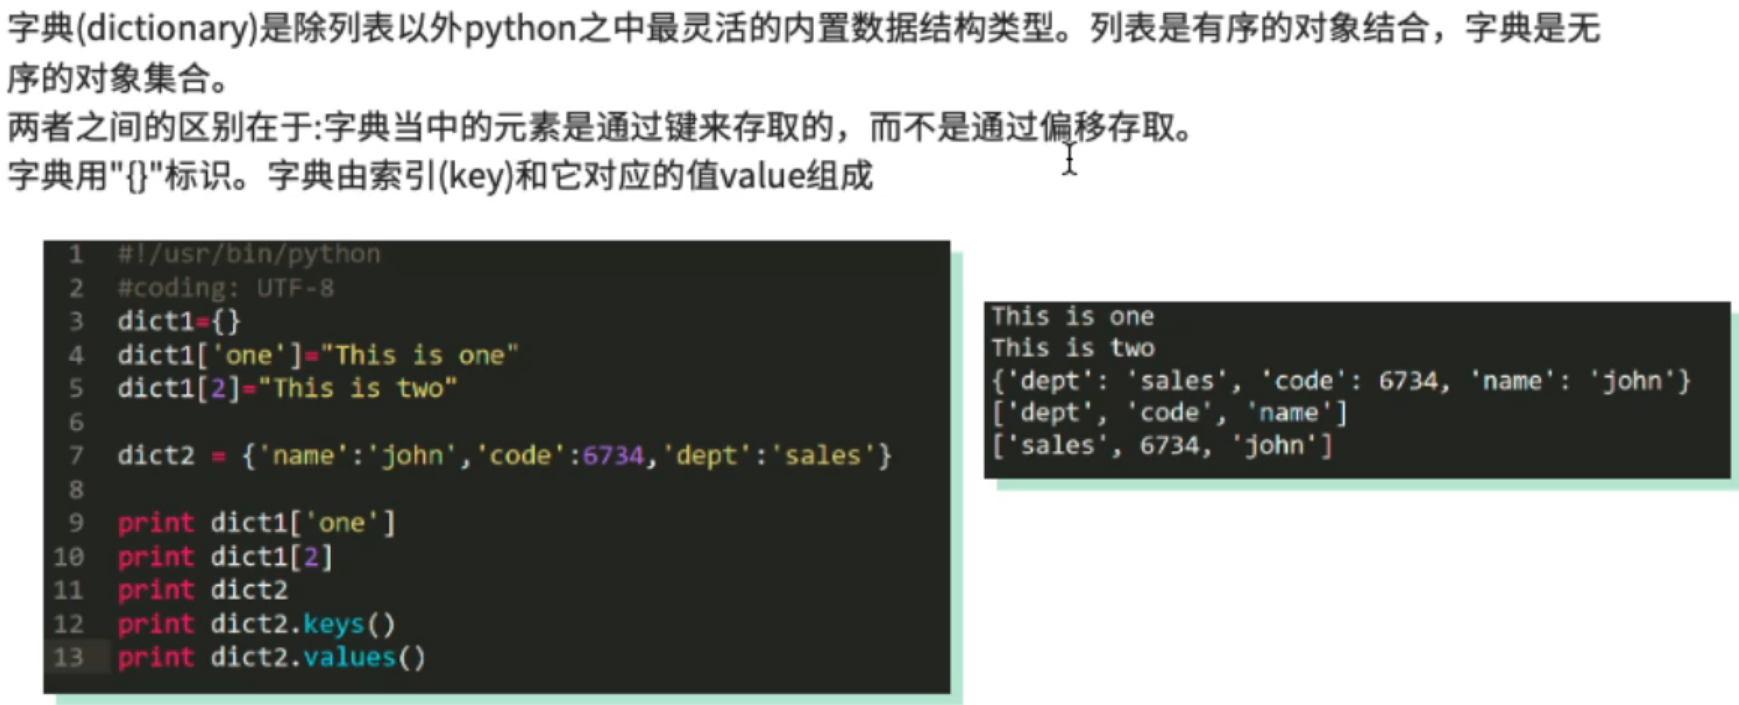 字典(dictionary)是除列表以外python之中最灵活的内置数据结构类型。列表是有序的对象结合，字典是无
序的对象集合。
两者之间的区别在于:字典当中的元素是通过键来存取的，而不是通过偏移存取。
字典用"{}"标识。字典由索引(key)和它对应的值value组成
1 #!/usr/bin/python
2 #coding: UTF-8
3 dict1={}
4 dict1['one']="This is one"
5 dict1[2]="This is two"
6
7 dict2 = {'name':'john','code':6734,'dept':'sales'}
8
9 print dict1['one']
10 print dict1[2]
11 print dict2
12 print dict2.keys()
13 print dict2.values()
This is one
This is two
{'dept': 'sales', 'code': 6734, 'name': 'john'}
['dept', 'code', 'name']
['sales', 6734, 'john']